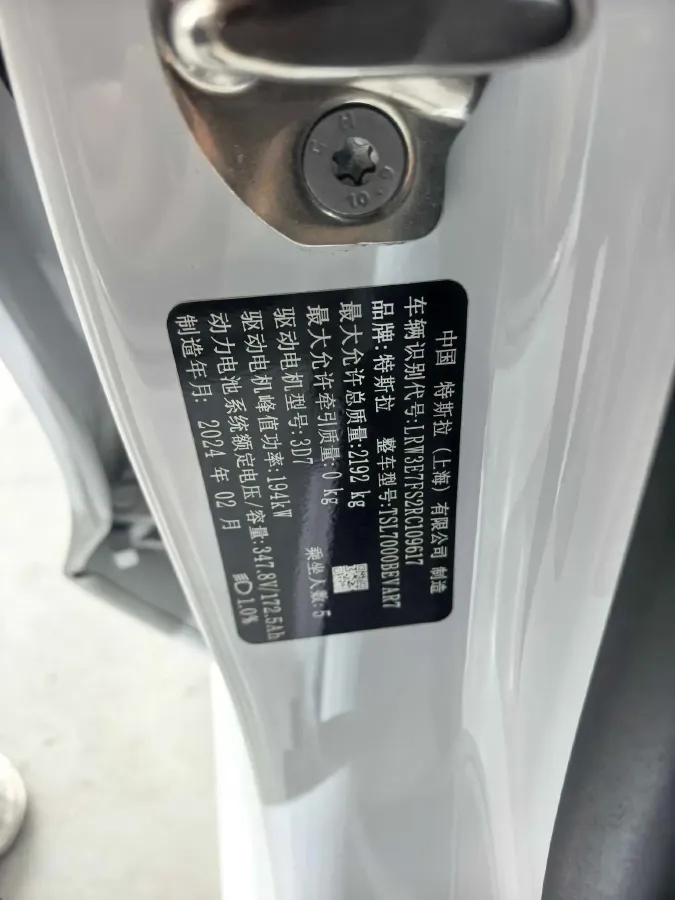 中国 特斯拉（上海）有限公司 制造
车辆识别代号:LRW3E7FS2RC109617
品牌:特斯拉 整车型号:TSL7000BEVAR7
最大允许总质量:2192 kg
最大允许牵引质量:0 kg 乘坐人数:5
驱动电机型号:3D7
驱动电机峰值功率:194kW
动力电池系统额定电压/容量:347.8V/172.5Ah
制造年月: 2024 年 02 月 1.0%